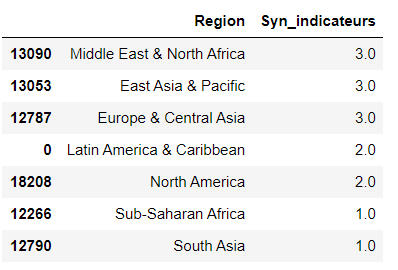 Region Syn_indicateurs
13090 Middle East & North Africa 3.0
13053 East Asia & Pacific 3.0
12787 Europe & Central Asia 3.0
0 Latin America & Caribbean 2.0
18208 North America 2.0
12266 Sub-Saharan Africa 1.0
12790 South Asia 1.0